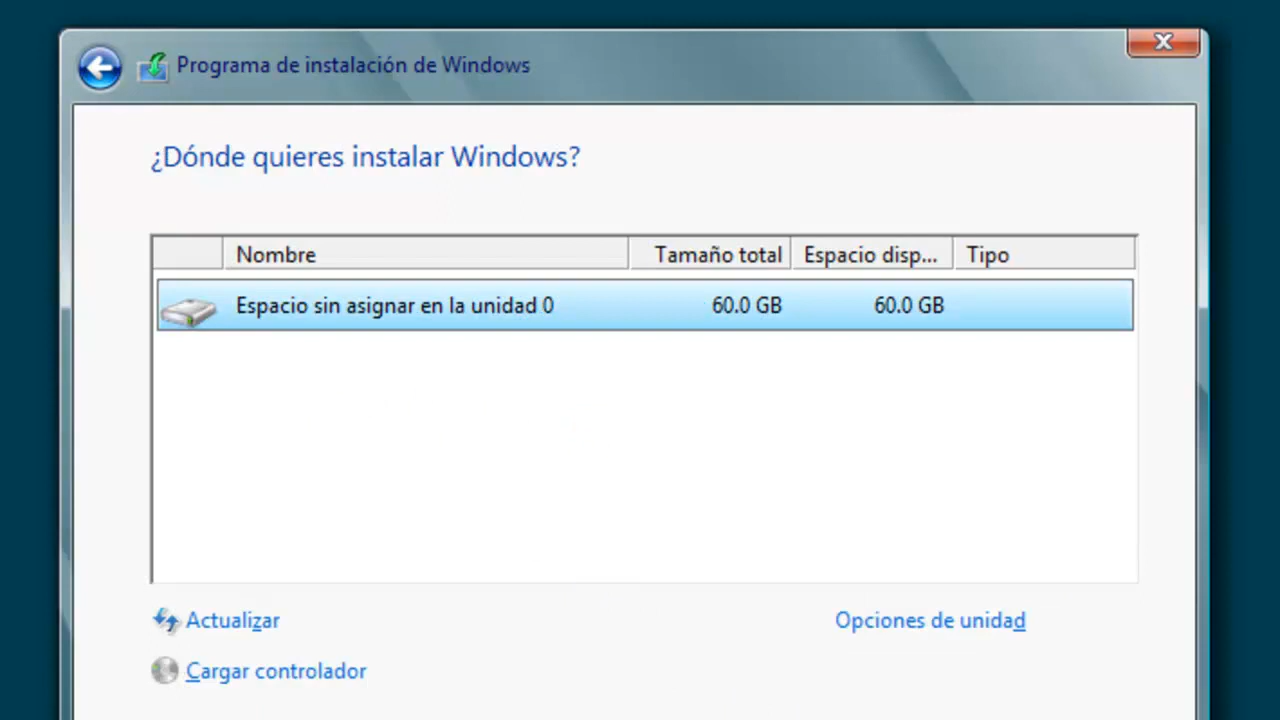 Programa de instalación de Windows
¿Dónde quieres instalar Windows?
Nombre Tamaño total Espacio disp... Tipo
Espacio sin asignar en la unidad 0 60.0 GB 60.0 GB
Actualizar Opciones de unidad
Cargar controlador